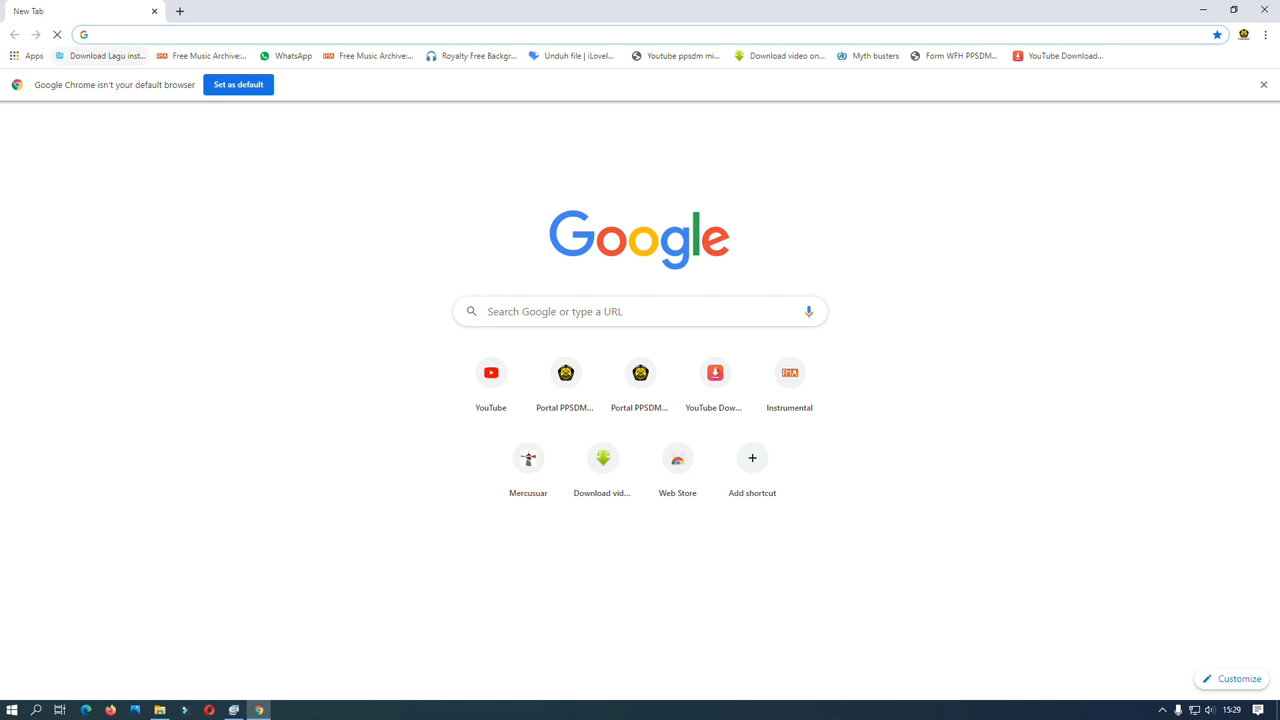 New Tab
Apps Download Lagu inst... Free Music Archive:... WhatsApp Free Music Archive:... Royalty Free Backgr... Unduh file | iLovel... Youtube ppsdm mi... Download video on... Myth busters Form WFH PPSDM... YouTube Download...
Google Chrome isn't your default browser Set as default
Google
Search Google or type a URL
YouTube Portal PPSDM... Portal PPSDM... YouTube Dow... Instrumental
Mercusuar Download vid... Web Store Add shortcut
Customize
15:29